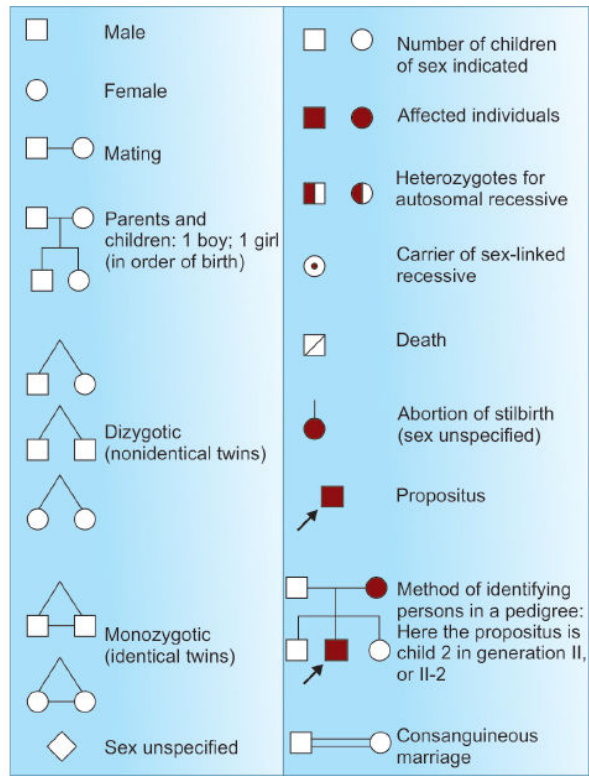 Male
Female
Mating
Parents and
children: 1 boy; 1 girl
(in order of birth)
Dizygotic
(nonidentical twins)
Monozygotic
(identical twins)
Sex unspecified
Number of children
of sex indicated
Affected individuals
Heterozygotes for
autosomal recessive
Carrier of sex-linked
recessive
Death
Abortion of stilbirth
(sex unspecified)
Propositus
Method of identifying
persons in a pedigree:
Here the propositus is
child 2 in generation II,
or II-2
Consanguineous
marriage